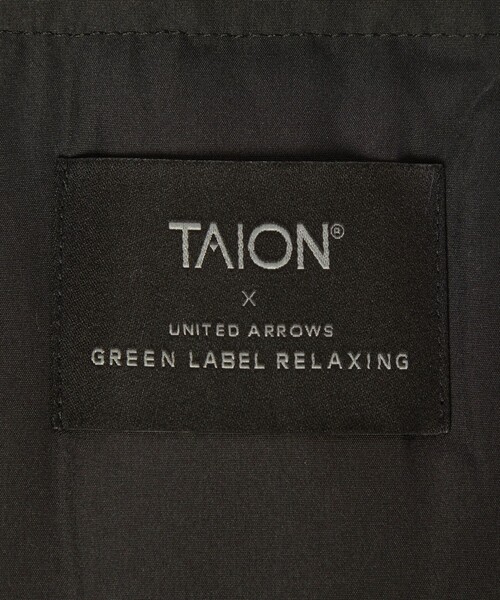 TAION®
X
UNITED ARROWS
GREEN LABEL RELAXING